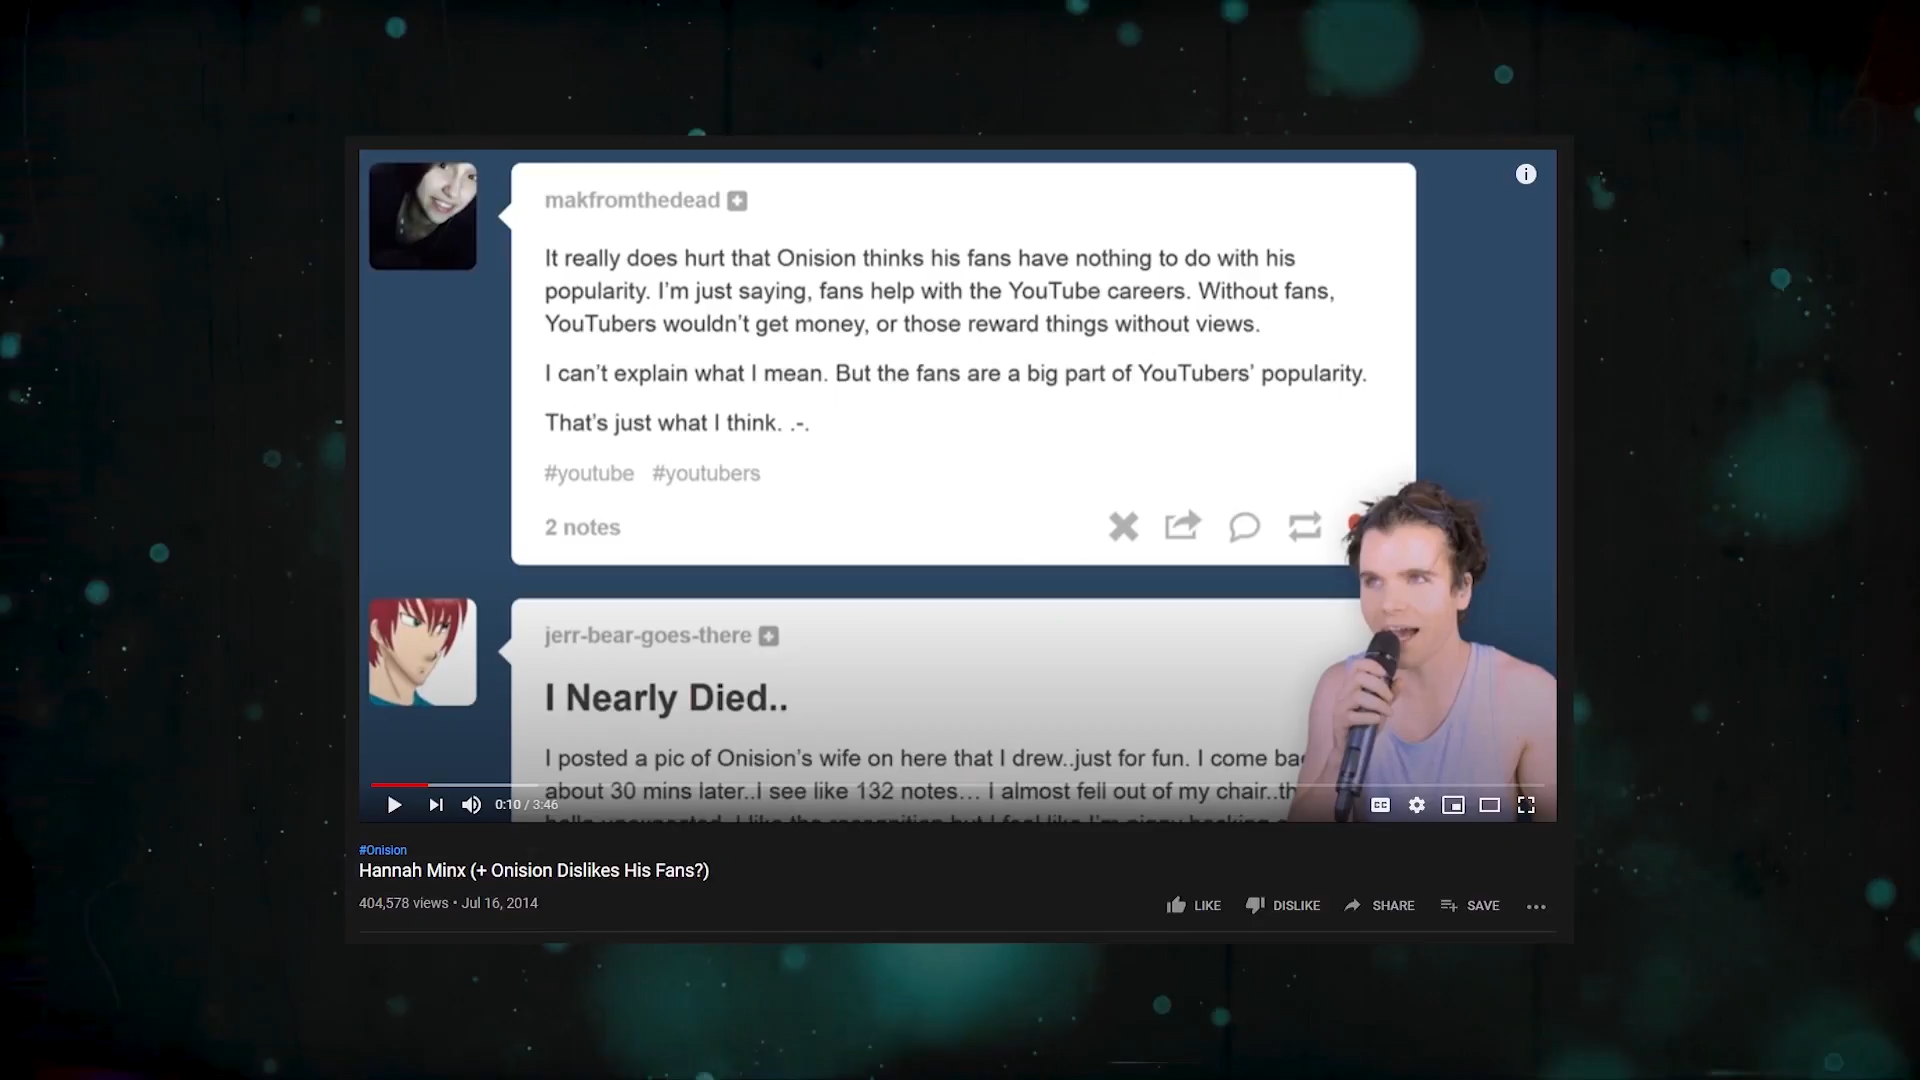 makfromthedead
It really does hurt that Onision thinks his fans have nothing to do with his
popularity. I'm just saying, fans help with the YouTube careers. Without fans,
YouTubers wouldn't get money, or those reward things without views.
I can't explain what I mean. But the fans are a big part of YouTubers' popularity.
That's just what I think. .-.
#youtube #youtubers
2 notes
jerr-bear-goes-there
I Nearly Died..
I posted a pic of Onision's wife on here that I drew..just for fun. I come
about 30 mins later..I see like 132 notes... I almost fell out of my chair..
0:10 / 3:46
CC
#Onision
Hannah Minx (+ Onision Dislikes His Fans?)
404,578 views • Jul 16, 2014
LIKE DISLIKE SHARE SAVE